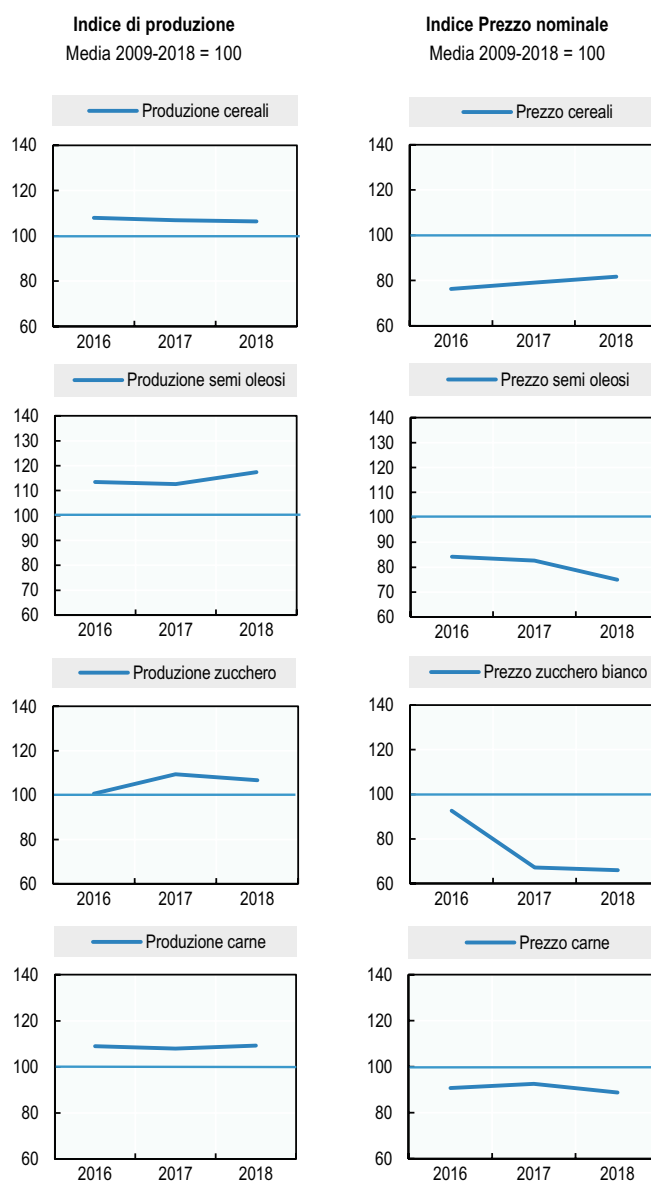 Indice di produzione
Media 2009-2018 = 100
Indice Prezzo nominale
Media 2009-2018 = 100
Produzione cereali
140
120
100
80
60
2016 2017 2018
Prezzo cereali
140
120
100
80
60
2016 2017 2018
Produzione semi oleosi
140
130
120
110
100
90
80
70
60
2016 2017 2018
Prezzo semi oleosi
140
130
120
110
100
90
80
70
60
2016 2017 2018
Produzione zucchero
140
120
100
80
60
2016 2017 2018
Prezzo zucchero bianco
140
120
100
80
60
2016 2017 2018
Produzione carne
140
120
100
80
60
2016 2017 2018
Prezzo carne
140
120
100
80
60
2016 2017 2018